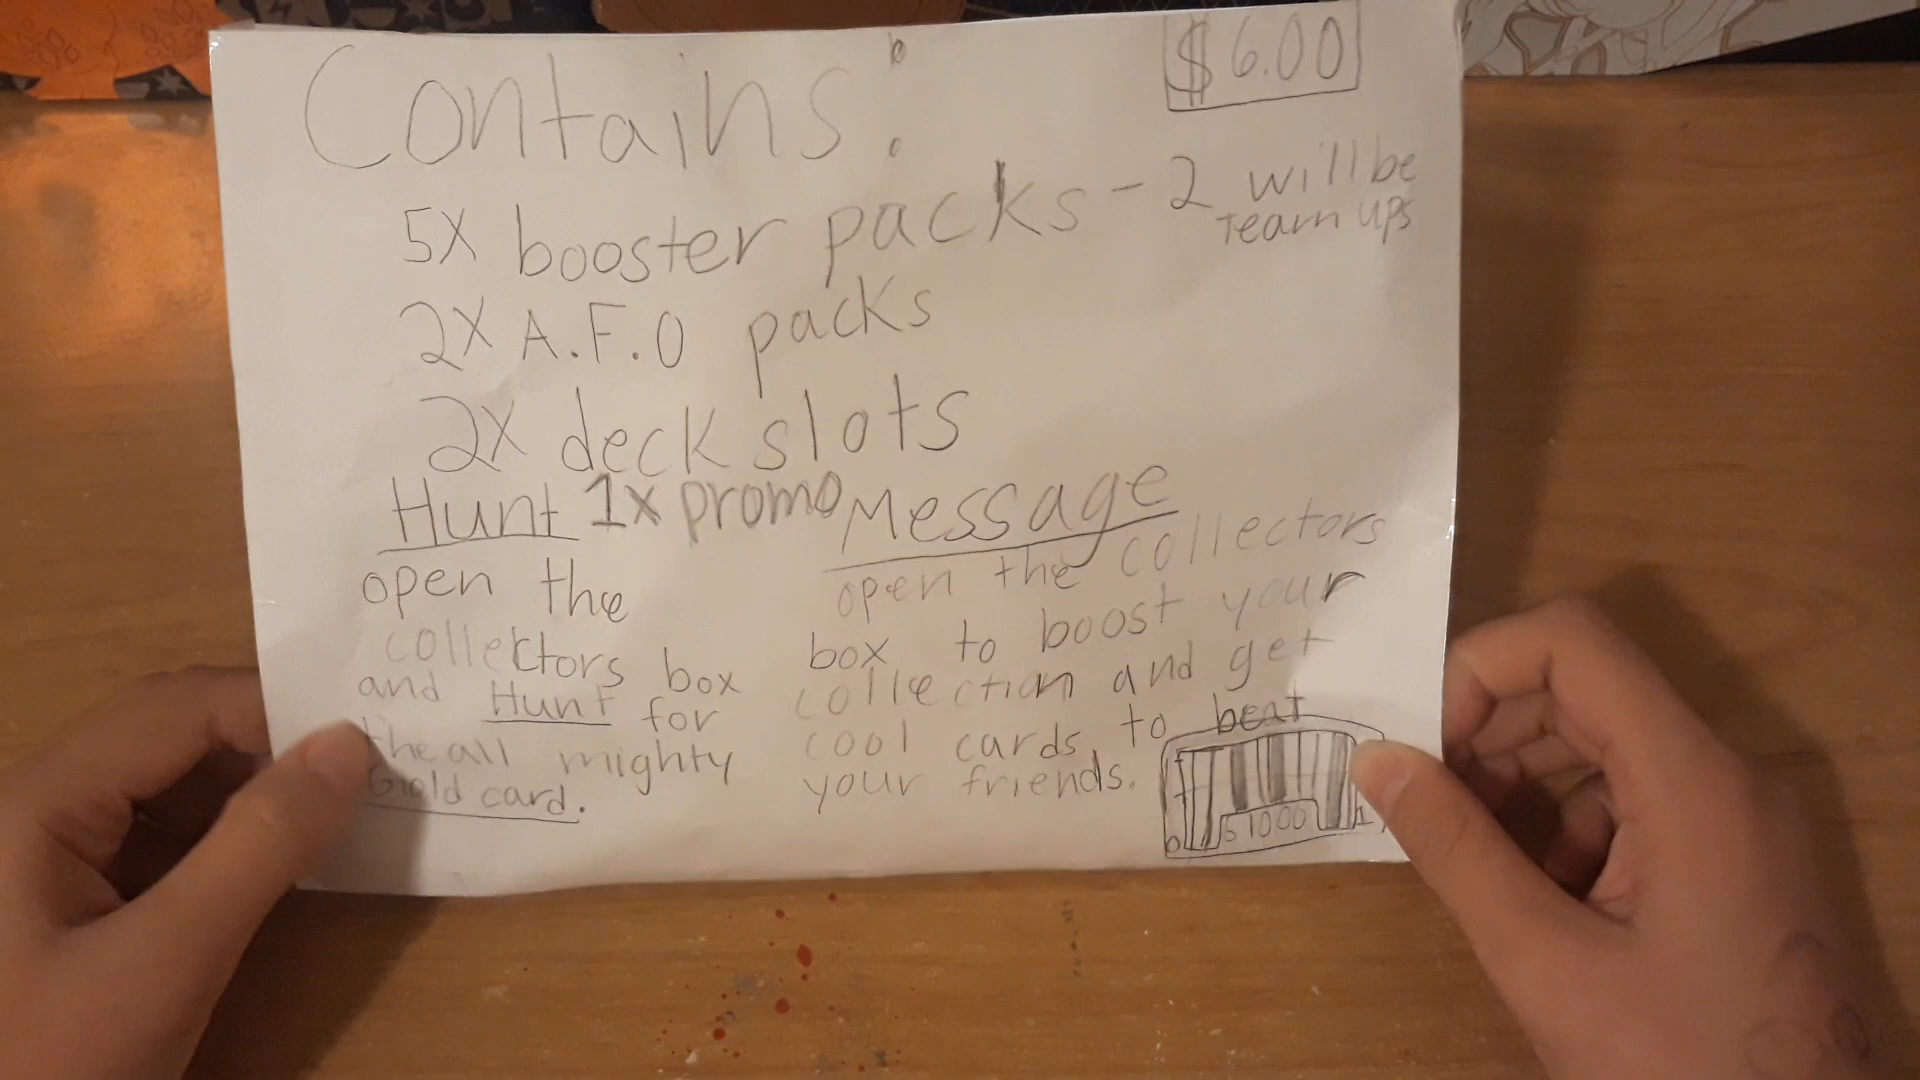 Contains:
$6.00
5X booster packs - 2 will be
Team ups
2X A.F.O packs
2X deck slots
Hunt 1x promo
open the
collectors box
and Hunt for
the all mighty
Gold card.
Message
open the collectors
box to boost your
collection and get
cool cards, to beat
your friends.
1000